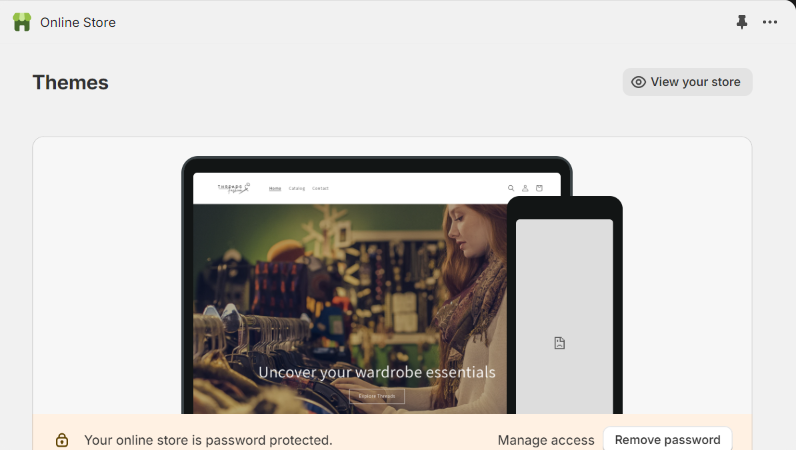 Online Store
Themes
View your store
Home Catalog Contact
Uncover your wardrobe essentials
Explore Threads
Your online store is password protected.
Manage access
Remove password